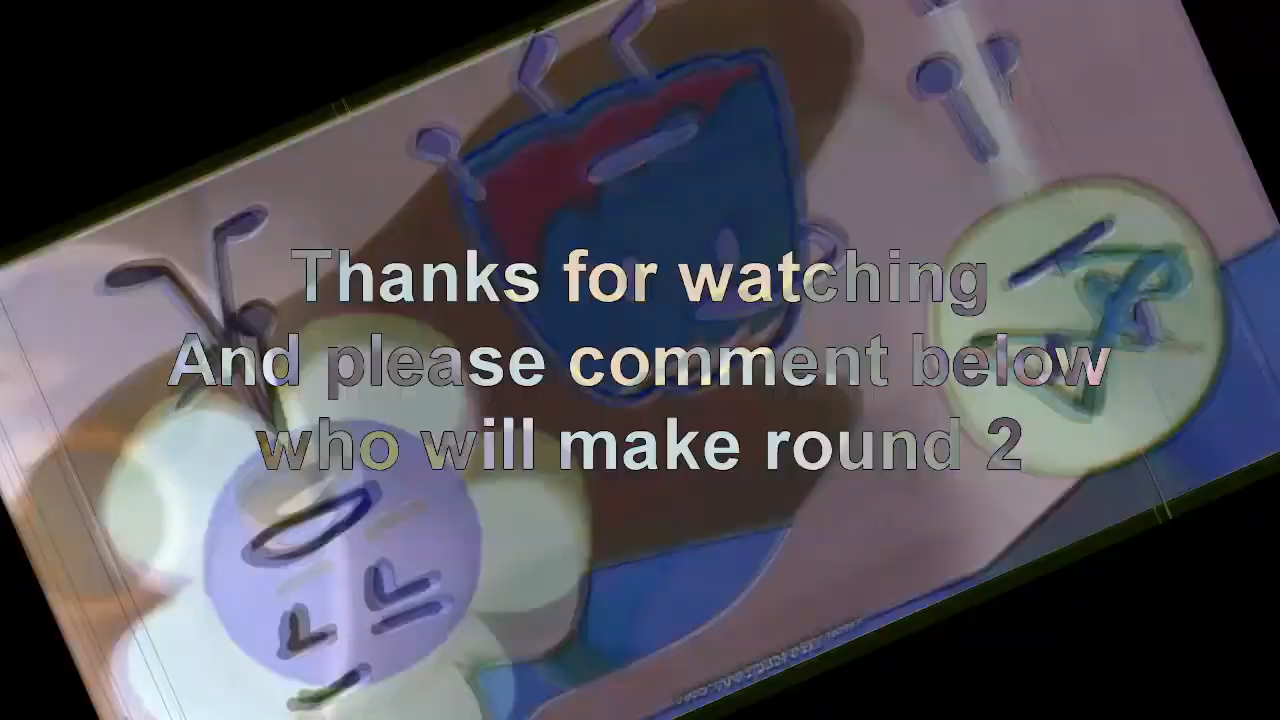 Thanks for watching
And please comment below
who will make round 2